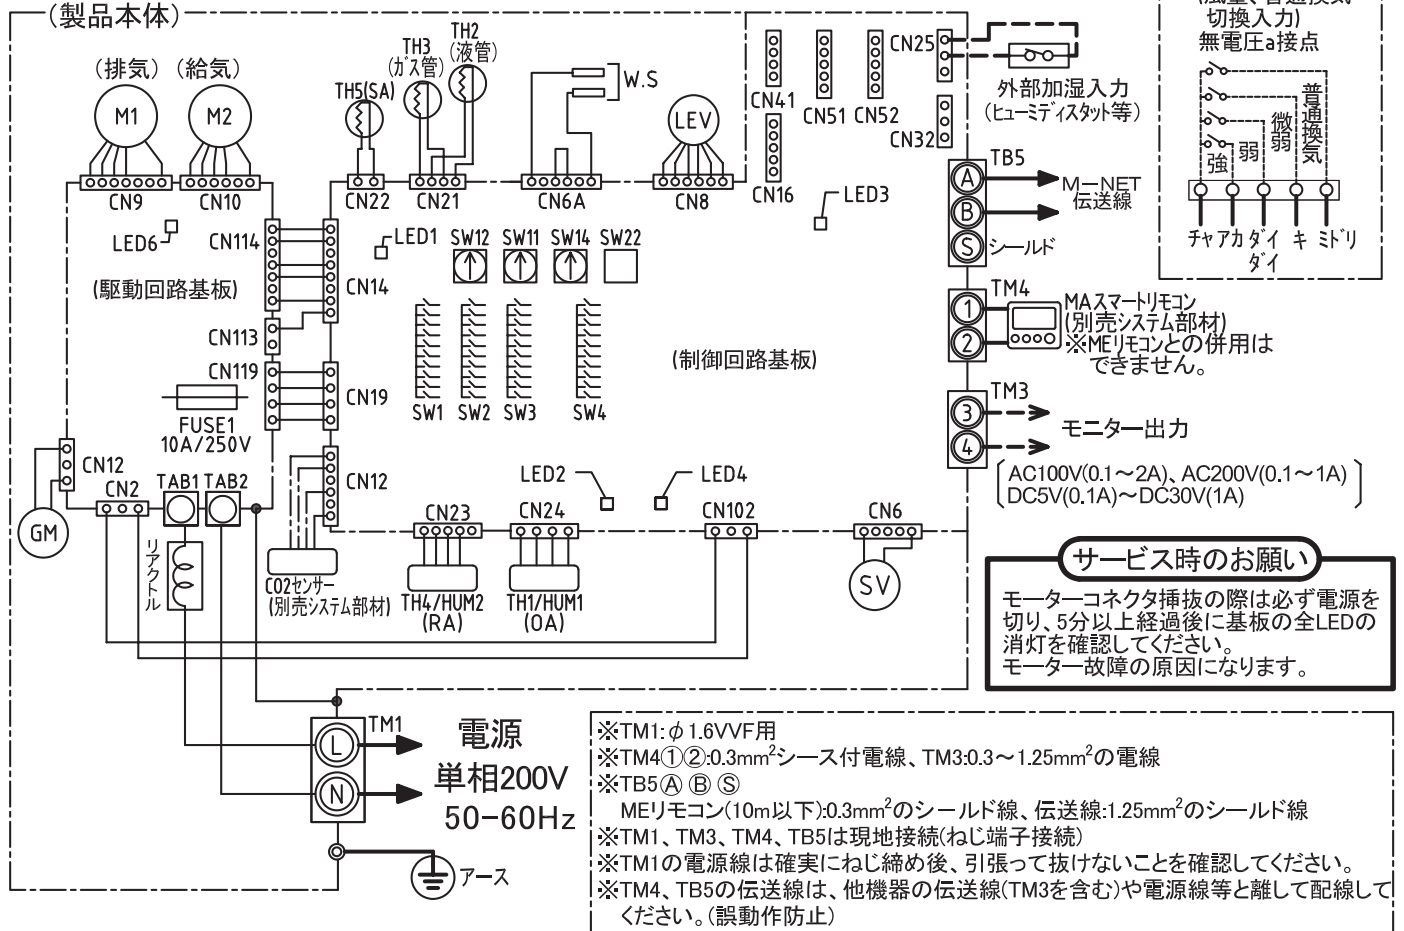 (製品本体)
(排気)
(給気)
M1
M2
CN9
CN10
LED6
CN114
(駆動回路基板)
CN113
CN119
FUSE1
10A/250V
CN12
CN2
TAB1
TAB2
GM
リアクトル
TH5(SA)
TH3
(ガス管)
TH2
(液管)
W.S
LEV
CN22
CN21
CN6A
CN8
CN41
CN51
CN52
CN16
CN25
CN32
外部加湿入力
(ヒューミディスタット等)
LED1
SW12
SW11
SW14
SW22
LED3
CN14
CN19
SW1
SW2
SW3
SW4
(制御回路基板)
CN12
CO2センサー
(別売システム部材)
LED2
LED4
CN23
CN24
CN102
CN6
TH4/HUM2
(RA)
TH1/HUM1
(OA)
SV
TB5
A
B
S
M-NET
伝送線
シールド
TM4
1
2
MAスマートリモコン
(別売システム部材)
※MEリモコンとの併用は
できません。
TM3
3
4
モニター出力
AC100V(0.1～2A)、AC200V(0.1～1A)
DC5V(0.1A)～DC30V(1A)
切換入力)
無電圧a接点
強
弱
微弱
普通換気
チャ アカ ダイ キ ミドリ
ダイ
サービス時のお願い
モーターコネクタ挿抜の際は必ず電源を
切り、5分以上経過後に基板の全LEDの
消灯を確認してください。
モーター故障の原因になります。
TM1
L
N
電源
単相200V
50-60Hz
アース
※TM1:φ1.6VVF用
※TM4①②:0.3mm²シース付電線、TM3:0.3～1.25mm²の電線
※TB5Ⓐ Ⓑ Ⓢ
MEリモコン(10m以下):0.3mm²のシールド線、伝送線:1.25mm²のシールド線
※TM1、TM3、TM4、TB5は現地接続(ねじ端子接続)
※TM1の電源線は確実にねじ締め後、引張って抜けないことを確認してください。
※TM4、TB5の伝送線は、他機器の伝送線(TM3を含む)や電源線等と離して配線して
ください。(誤動作防止)